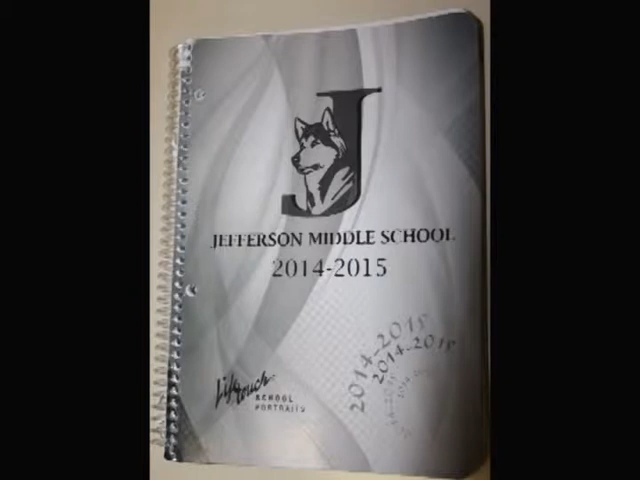 J
JEFFERSON MIDDLE SCHOOL
2014-2015
2014-2015
2014-2015
Lifetouch
SCHOOL
PORTRAITS